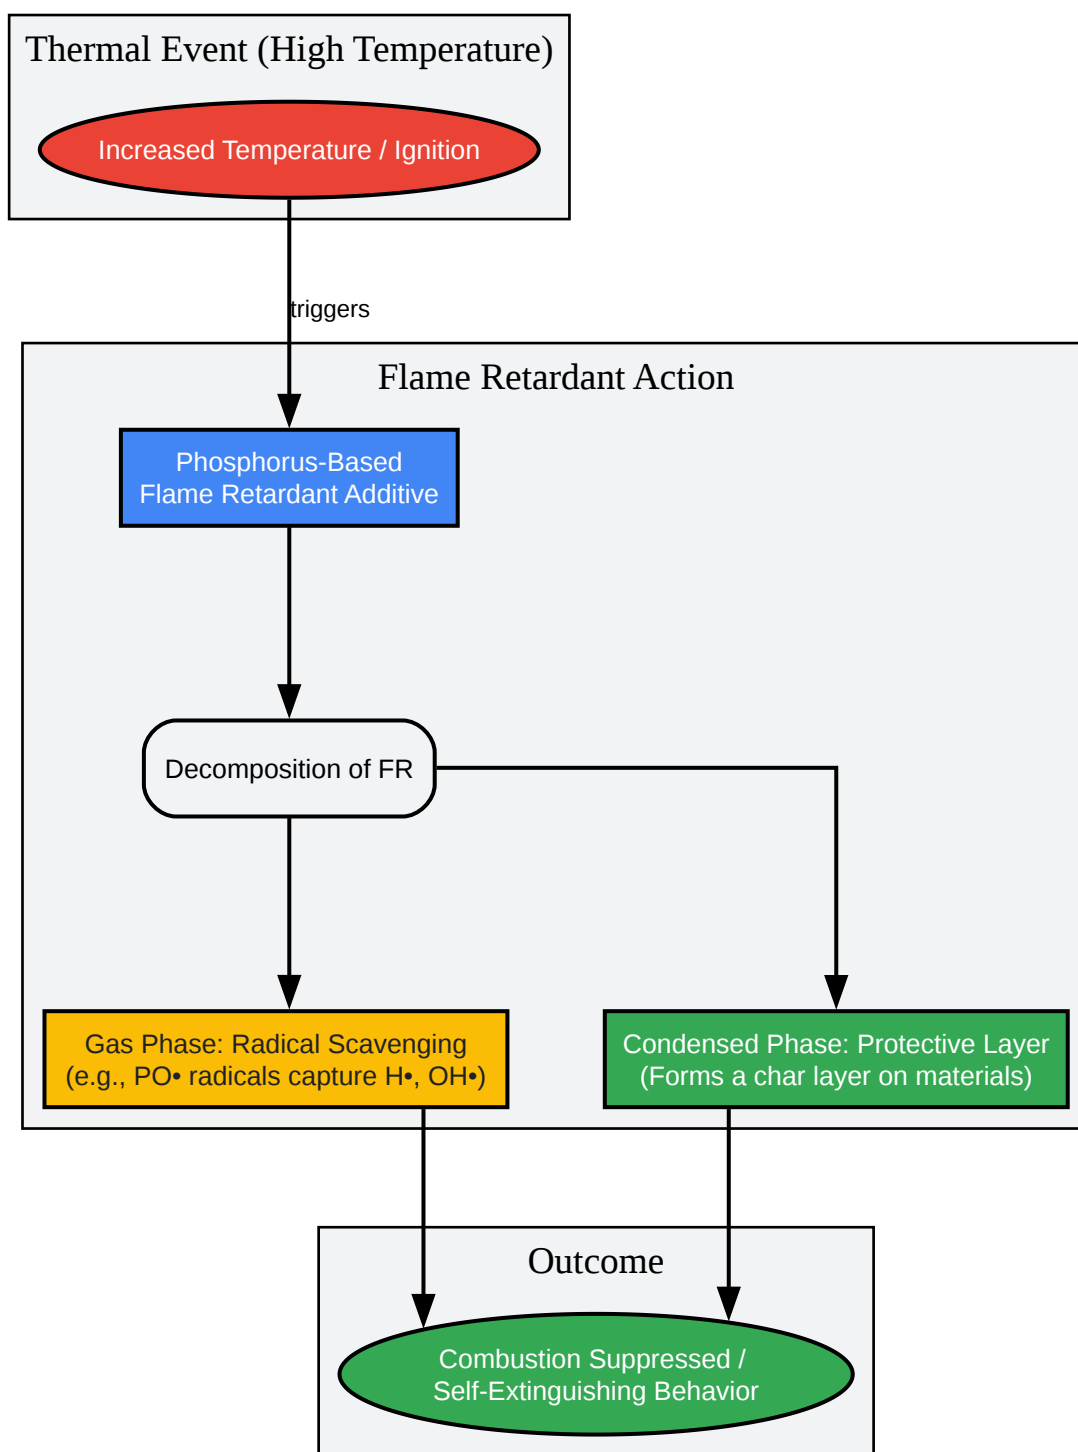 Thermal Event (High Temperature)
Increased Temperature / Ignition
triggers
Flame Retardant Action
Phosphorus-Based
Flame Retardant Additive
Decomposition of FR
Gas Phase: Radical Scavenging
(e.g., PO• radicals capture H•, OH•)
Condensed Phase: Protective Layer
(Forms a char layer on materials)
Outcome
Combustion Suppressed /
Self-Extinguishing Behavior